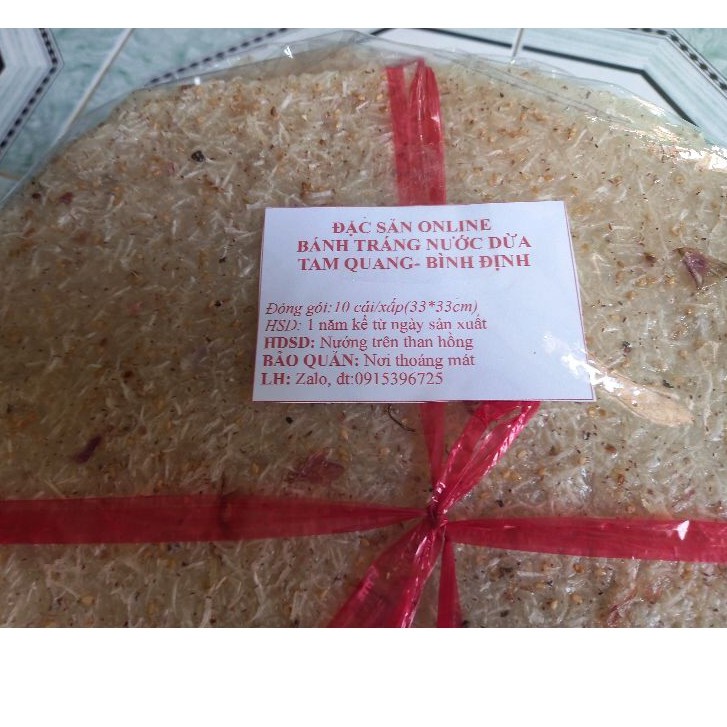 ĐẶC SẢN ONLINE
BÁNH TRÁNG NƯỚC DỪA
TAM QUANG- BÌNH ĐỊNH
Đóng gói:10 cái/xấp(33*33cm)
HSD: 1 năm kể từ ngày sản xuất
HDSD: Nướng trên than hồng
BẢO QUẢN: Nơi thoáng mát
LH: Zalo, đt:0915396725